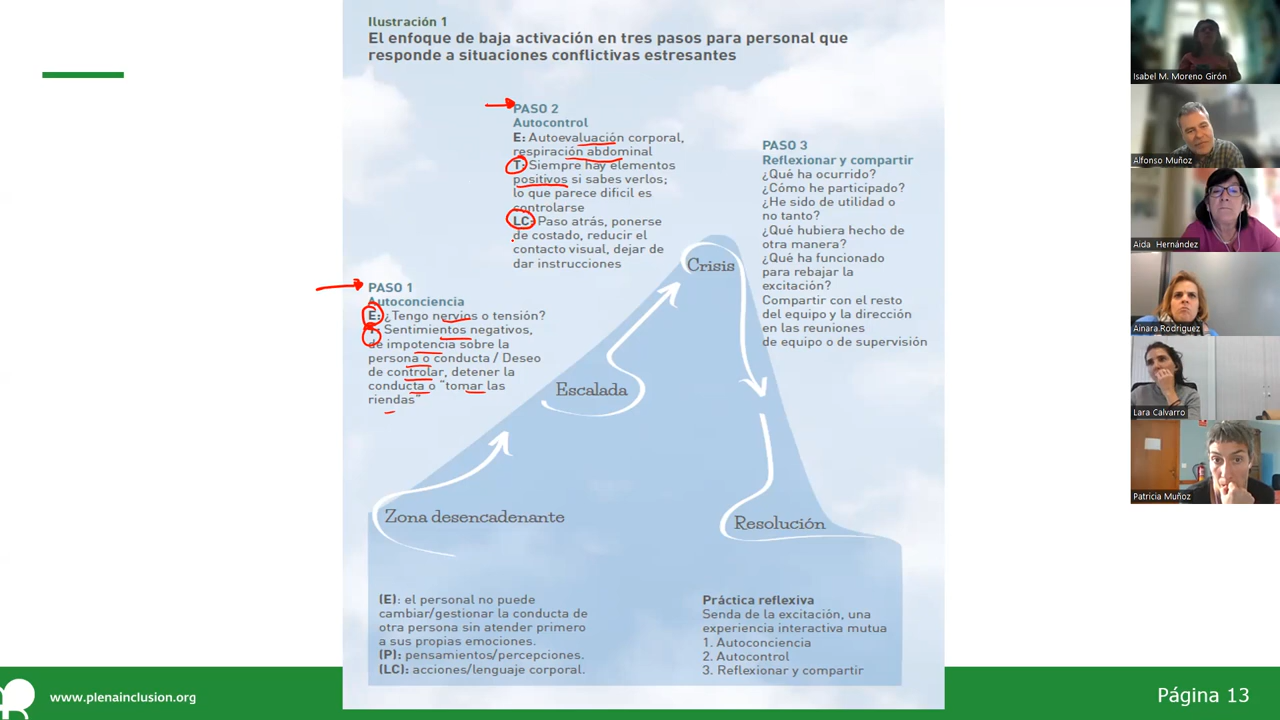 Ilustración 1
El enfoque de baja activación en tres pasos para personal que
responde a situaciones conflictivas estresantes
PASO 2
Autocontrol
E: Autoevaluación corporal,
respiración abdominal
T: Siempre hay elementos
positivos si sabes verlos;
lo que parece dificil es
controlarse
LC: Paso atrás, ponerse
de costado, reducir el
contacto visual, dejar de
dar instrucciones
PASO 3
Reflexionar y compartir
¿Qué ha ocurrido?
¿Cómo he participado?
¿He sido de utilidad o
no tanto?
¿Qué hubiera hecho de
otra manera?
¿Qué ha funcionado
para rebajar la
excitación?
Compartir con el resto
del equipo y la dirección
en las reuniones
de equipo o de supervisión
PASO 1
Autoconciencia
E: ¿Tengo nervios o tensión?
T: Sentimientos negativos,
de impotencia sobre la
persona o conducta / Deseo
de controlar, detener la
conducta o “tomar las
riendas”
Crisis
Escalada
Zona desencadenante
Resolución
(E): el personal no puede
cambiar/gestionar la conducta de
otra persona sin atender primero
a sus propias emociones.
(P): pensamientos/percepciones.
(LC): acciones/lenguaje corporal.
Práctica reflexiva
Senda de la excitación, una
experiencia interactiva mutua
1. Autoconciencia
2. Autocontrol
3. Reflexionar y compartir
www.plenainclusion.org
Página 13
Isabel M. Moreno Girón
Alfonso Muñoz
Aida Hernández
Ainara.Rodriguez
Lara Calvarro
Patricia Muñoz